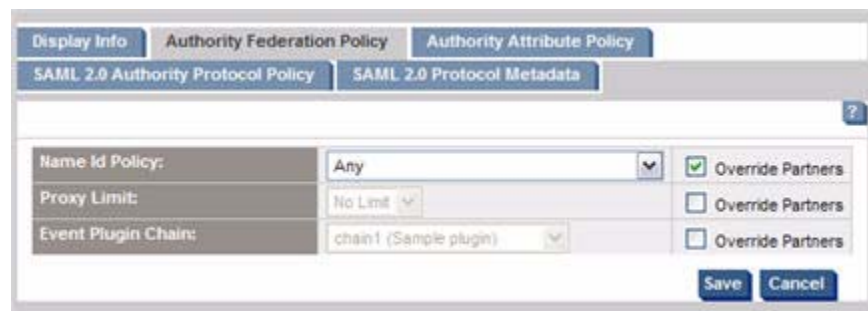 Display Info Authority Federation Policy Authority Attribute Policy
SAML 2.0 Authority Protocol Policy SAML 2.0 Protocol Metadata
?
Name Id Policy: Any Override Partners
Proxy Limit: No Limit Override Partners
Event Plugin Chain: chain1 (Sample plugin) Override Partners
Save Cancel